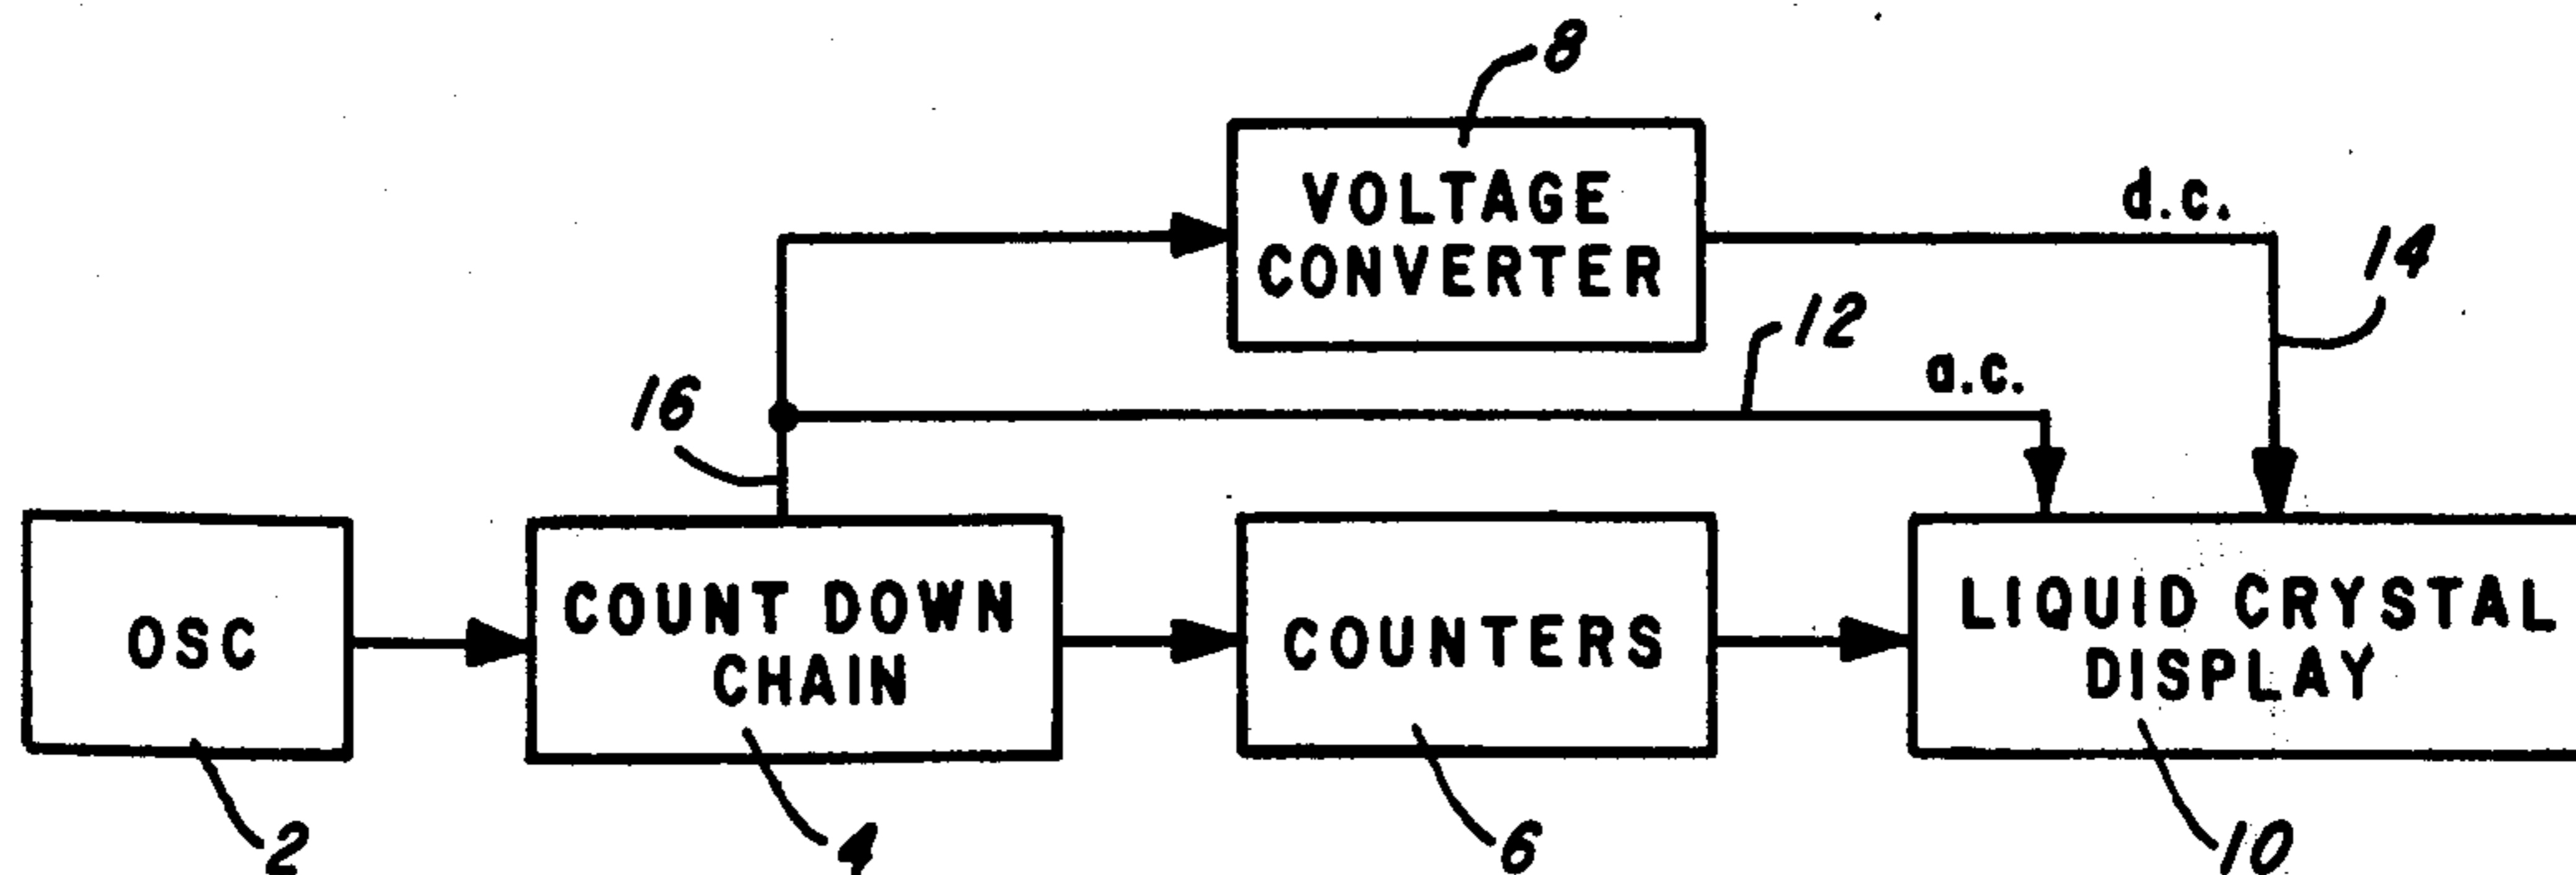 8
VOLTAGE
CONVERTER
d.c.
14
12
a.c.
16
OSC
COUNT DOWN
CHAIN
COUNTERS
LIQUID CRYSTAL
DISPLAY
2
4
6
10